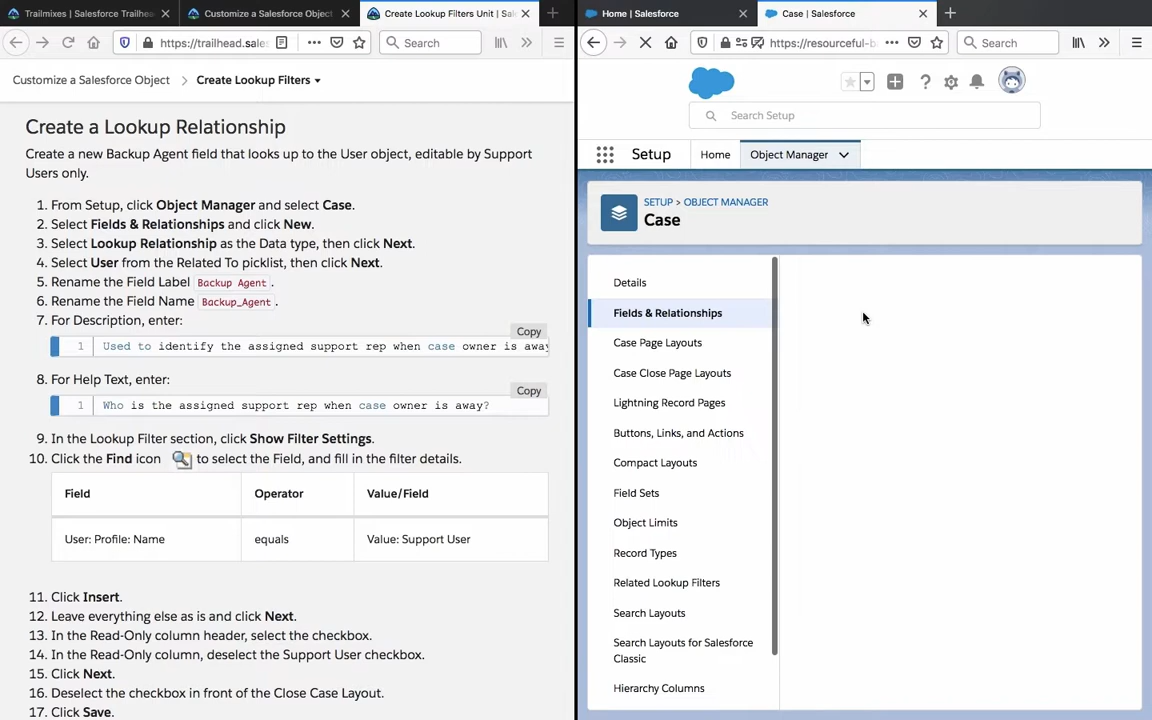 Trailmixes | Salesforce Trailhea
Customize a Salesforce Object
Create Lookup Filters Unit | Sal
https://trailhead.sale
Search
Customize a Salesforce Object
Create Lookup Filters
Create a Lookup Relationship
Create a new Backup Agent field that looks up to the User object, editable by Support
Users only.
1. From Setup, click Object Manager and select Case.
2. Select Fields & Relationships and click New.
3. Select Lookup Relationship as the Data type, then click Next.
4. Select User from the Related To picklist, then click Next.
5. Rename the Field Label Backup Agent.
6. Rename the Field Name Backup_Agent.
7. For Description, enter:
Copy
1 Used to identify the assigned support rep when case owner is away
8. For Help Text, enter:
Copy
1 Who is the assigned support rep when case owner is away?
9. In the Lookup Filter section, click Show Filter Settings.
10. Click the Find icon to select the Field, and fill in the filter details.
Field Operator Value/Field
User: Profile: Name equals Value: Support User
11. Click Insert.
12. Leave everything else as is and click Next.
13. In the Read-Only column header, select the checkbox.
14. In the Read-Only column, deselect the Support User checkbox.
15. Click Next.
16. Deselect the checkbox in front of the Close Case Layout.
17. Click Save.
Home | Salesforce
Case | Salesforce
https://resourceful-b
Search
Search Setup
Setup
Home
Object Manager
SETUP > OBJECT MANAGER
Case
Details
Fields & Relationships
Case Page Layouts
Case Close Page Layouts
Lightning Record Pages
Buttons, Links, and Actions
Compact Layouts
Field Sets
Object Limits
Record Types
Related Lookup Filters
Search Layouts
Search Layouts for Salesforce
Classic
Hierarchy Columns